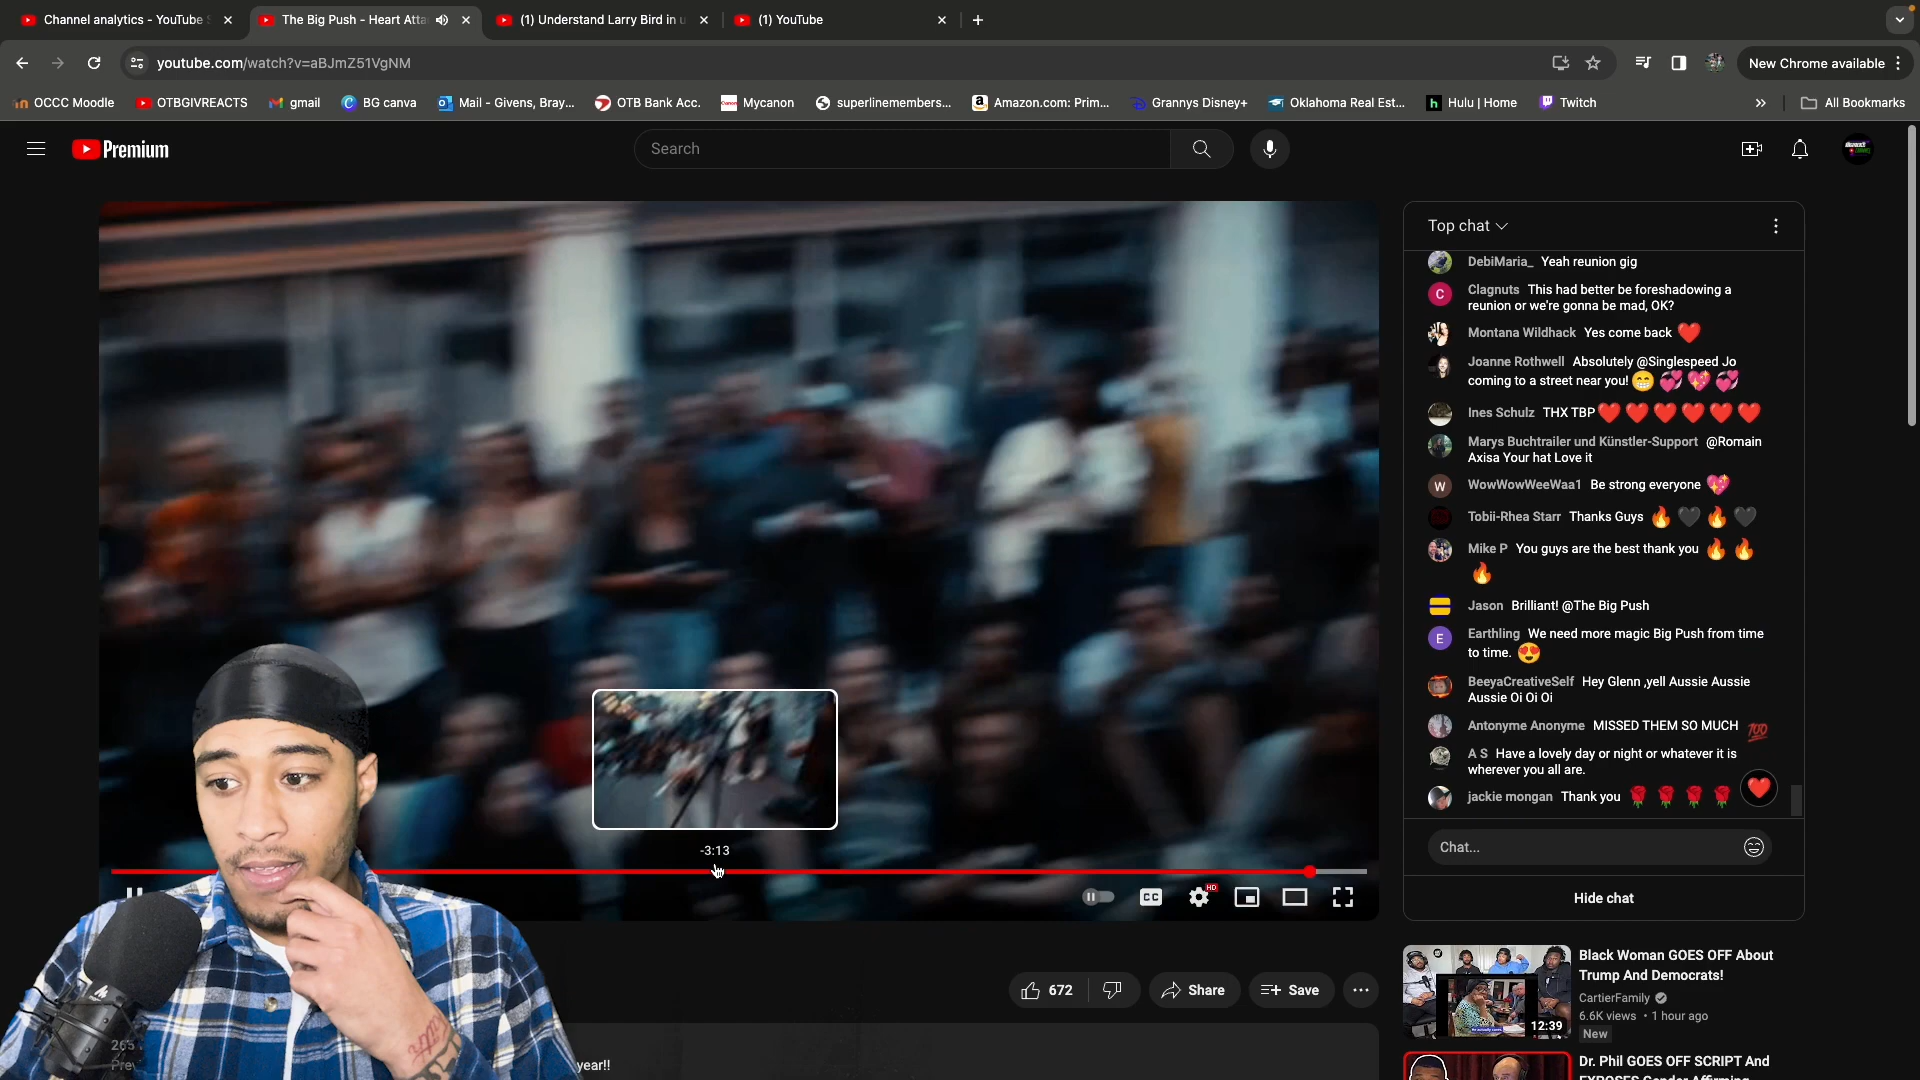 Channel analytics - YouTube
The Big Push - Heart Atta
(1) Understand Larry Bird in
(1) YouTube
youtube.com/watch?v=aBJmZ51VgNM
New Chrome available
OCCC Moodle
OTBGIVREACTS
gmail
BG canva
Mail - Givens, Bray...
OTB Bank Acc.
Mycanon
superlinemembers...
Amazon.com: Prim...
Grannys Disney+
Oklahoma Real Est...
Hulu | Home
Twitch
All Bookmarks
Premium
Search
Top chat
DebiMaria_ Yeah reunion gig
Clagnuts This had better be foreshadowing a
reunion or we're gonna be mad, OK?
Montana Wildhack Yes come back ❤️
Joanne Rothwell Absolutely @Singlespeed Jo
coming to a street near you! 😁 💞 💖 💞
Ines Schulz THX TBP ❤️ ❤️ ❤️ ❤️ ❤️ ❤️
Marys Buchtrailer und Künstler-Support @Romain
Axisa Your hat Love it
W WowWowWeeWaa1 Be strong everyone 💖
Tobii-Rhea Starr Thanks Guys 🔥 🖤 🔥 🖤
Mike P You guys are the best thank you 🔥 🔥
🔥
Jason Brilliant! @The Big Push
E Earthling We need more magic Big Push from time
to time. 😍
BeeyaCreativeSelf Hey Glenn ,yell Aussie Aussie
Aussie Oi Oi Oi
Antonyme Anonyme MISSED THEM SO MUCH 💯
A S Have a lovely day or night or whatever it is
wherever you all are.
jackie mongan Thank you 🌹 🌹 🌹 🌹
Chat...
Hide chat
-3:13
CC
HD
672
Share
Save
year!!
Black Woman GOES OFF About
Trump And Democrats!
CartierFamily
6.6K views • 1 hour ago
New
12:39
Dr. Phil GOES OFF SCRIPT And